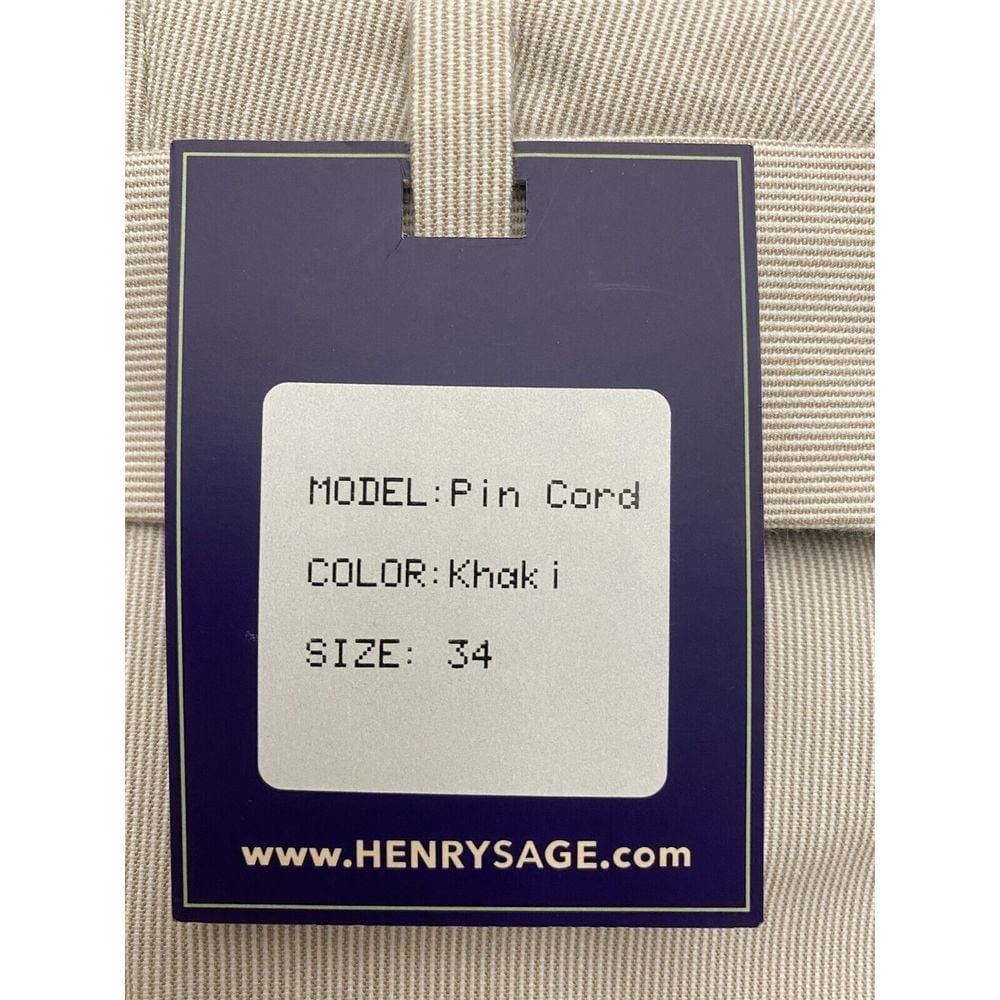 MODEL:Pin Cord
COLOR:Khaki
SIZE: 34
www.HENRYSAGE.com